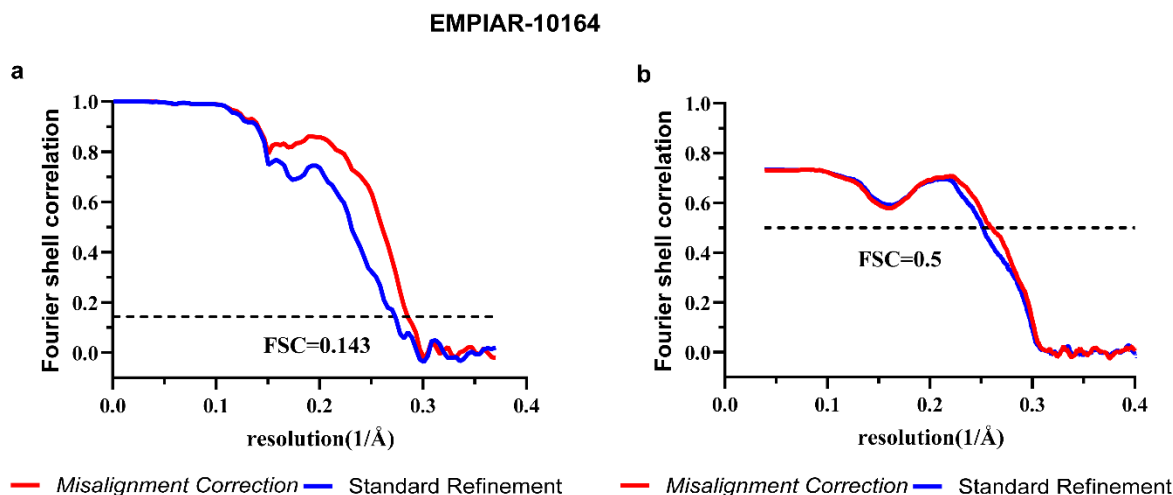 EMPIAR-10164
a
Fourier shell correlation
1.0
0.8
0.6
0.4
0.2
0.0
FSC=0.143
0.0 0.1 0.2 0.3 0.4
resolution(1/Å)
Misalignment Correction Standard Refinement
b
Fourier shell correlation
1.0
0.8
0.6
0.4
0.2
0.0
FSC=0.5
0.0 0.1 0.2 0.3 0.4
resolution(1/Å)
Misalignment Correction Standard Refinement